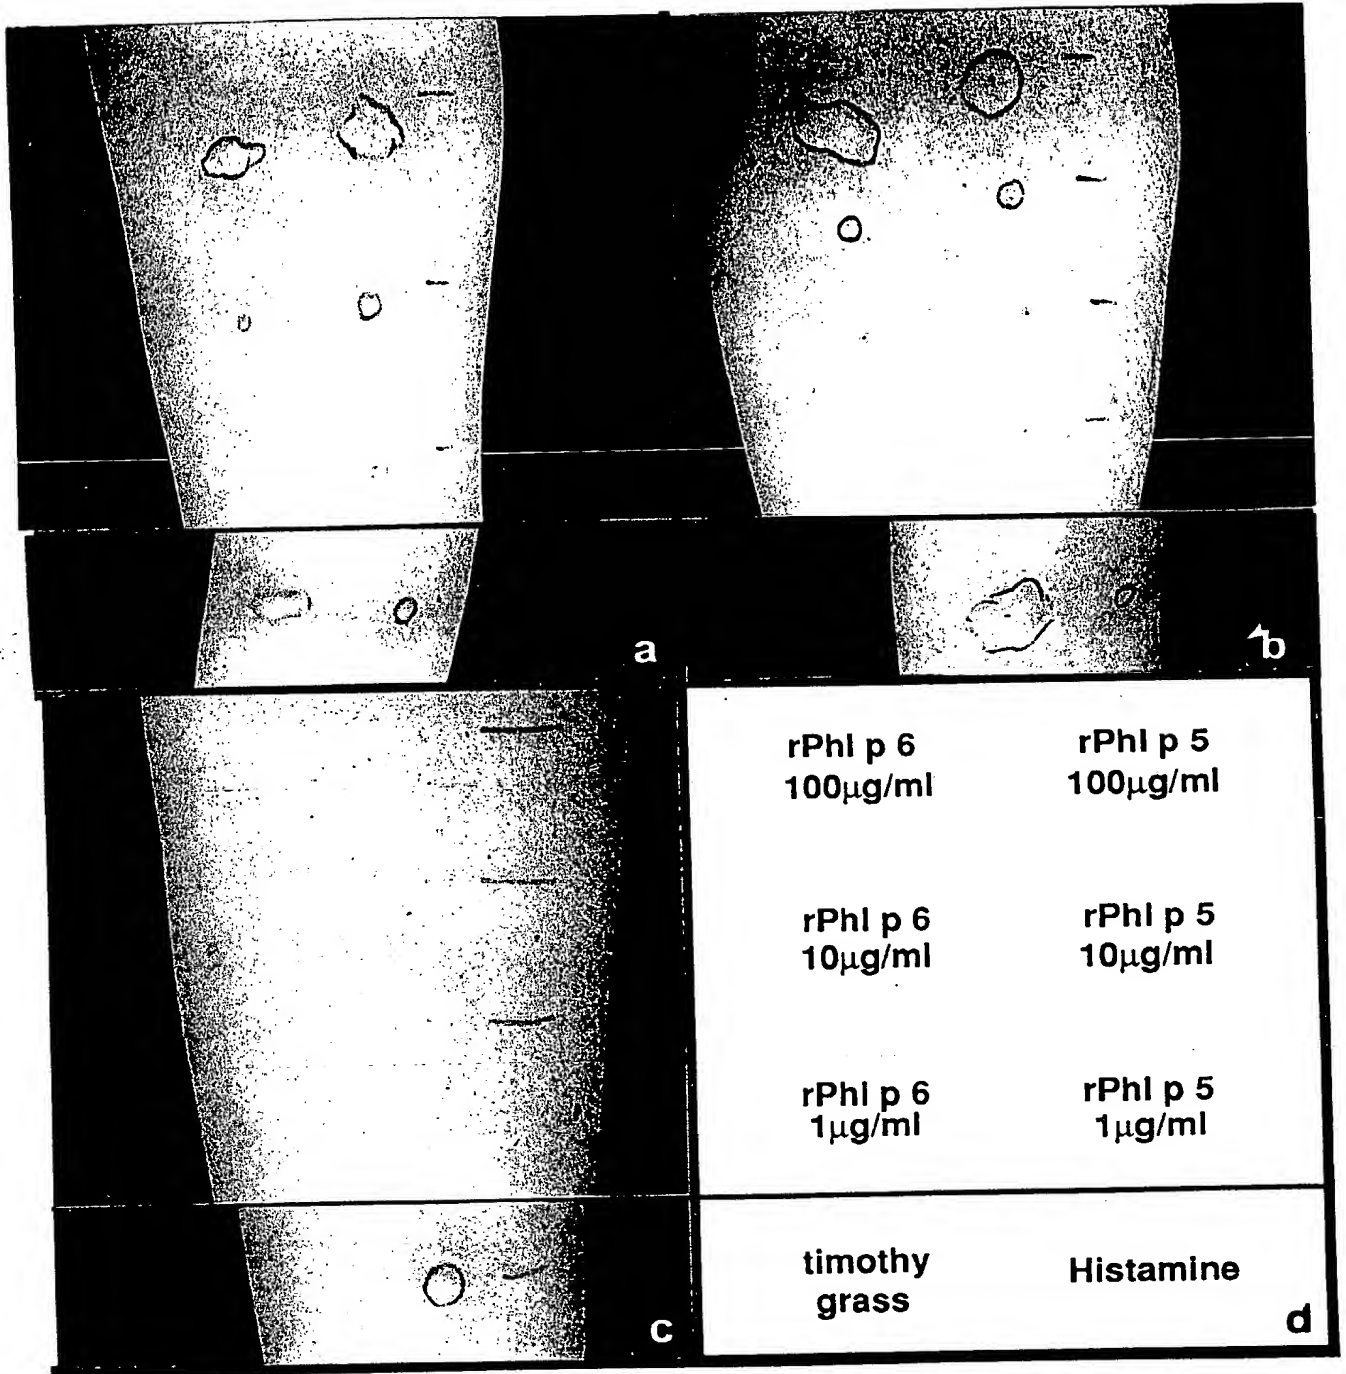 a
b
rPhl p 6 rPhl p 5
100µg/ml 100µg/ml
rPhl p 6 rPhl p 5
10µg/ml 10µg/ml
rPhl p 6 rPhl p 5
1µg/ml 1µg/ml
timothy Histamine
grass
c
d